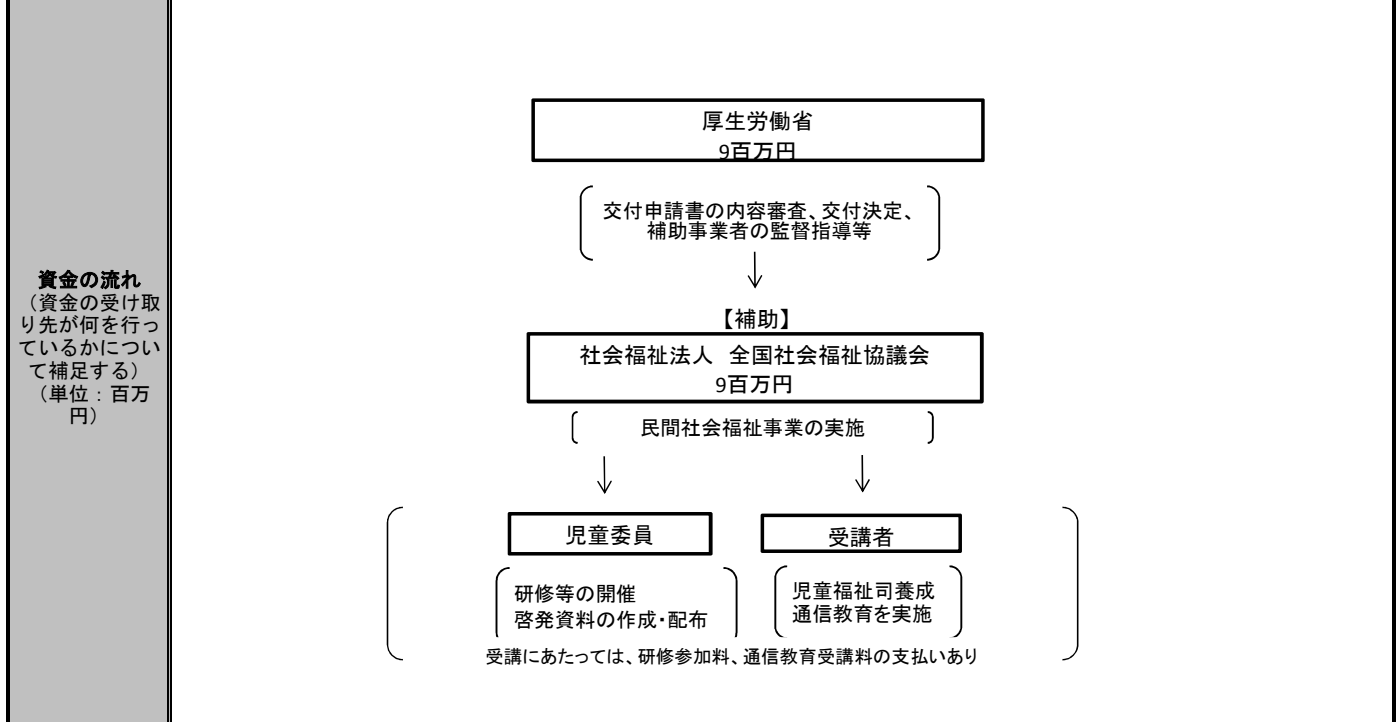 資金の流れ
（資金の受け取
り先が何を行っ
ているかについ
て補足する）
（単位：百万
円）
厚生労働省
9百万円
交付申請書の内容審査、交付決定、
補助事業者の監督指導等
【補助】
社会福祉法人　全国社会福祉協議会
9百万円
民間社会福祉事業の実施
児童委員
受講者
研修等の開催
啓発資料の作成・配布
児童福祉司養成
通信教育を実施
受講にあたっては、研修参加料、通信教育受講料の支払いあり